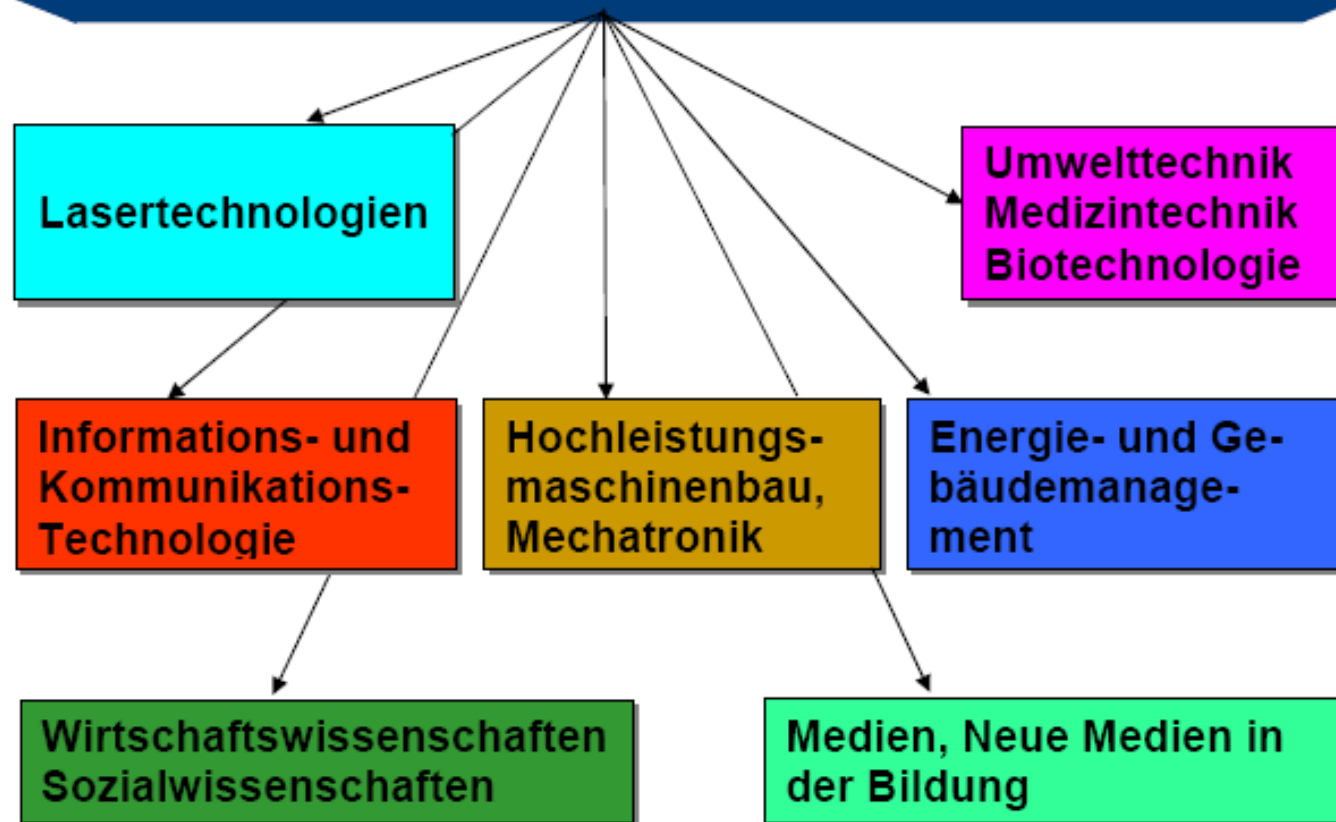 Lasertechnologien
Umwelttechnik
Medizintechnik
Biotechnologie
Informations- und
Kommunikations-
Technologie
Hochleistungs-
maschinenbau,
Mechatronik
Energie- und Ge-
bäudemanage-
ment
Wirtschaftswissenschaften
Sozialwissenschaften
Medien, Neue Medien in
der Bildung